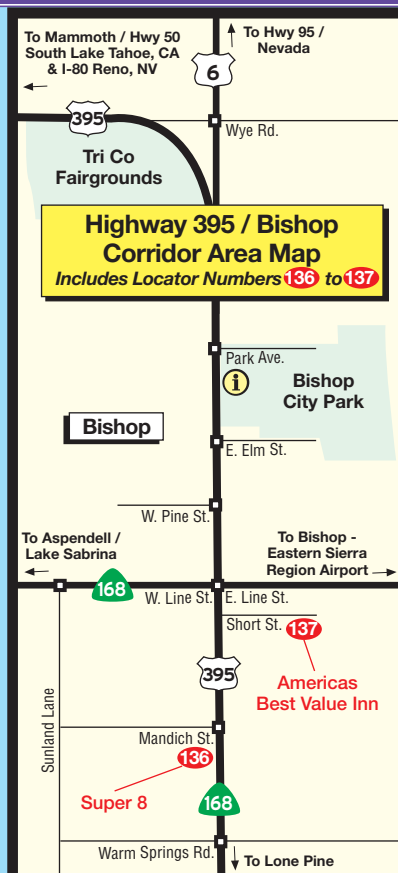 To Mammoth / Hwy 50
South Lake Tahoe, CA
& I-80 Reno, NV
To Hwy 95 /
Nevada
6
395
Wye Rd.
Tri Co
Fairgrounds
Highway 395 / Bishop
Corridor Area Map
Includes Locator Numbers 136 to 137
Park Ave.
i
Bishop
City Park
Bishop
E. Elm St.
W. Pine St.
To Aspendell /
Lake Sabrina
To Bishop -
Eastern Sierra
Region Airport
168
W. Line St.
E. Line St.
Short St.
137
Americas
Best Value Inn
395
Sunland Lane
Mandich St.
136
Super 8
168
Warm Springs Rd.
To Lone Pine